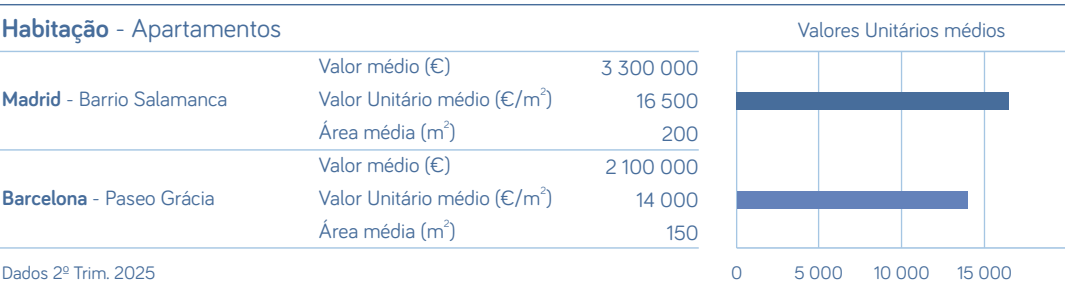 Habitação - Apartamentos
Valores Unitários médios
Valor médio (€) 3 300 000
Madrid - Barrio Salamanca Valor Unitário médio (€/m²) 16 500
Área média (m²) 200
Valor médio (€) 2 100 000
Barcelona - Paseo Grácia Valor Unitário médio (€/m²) 14 000
Área média (m²) 150
Dados 2º Trim. 2025
0 5 000 10 000 15 000